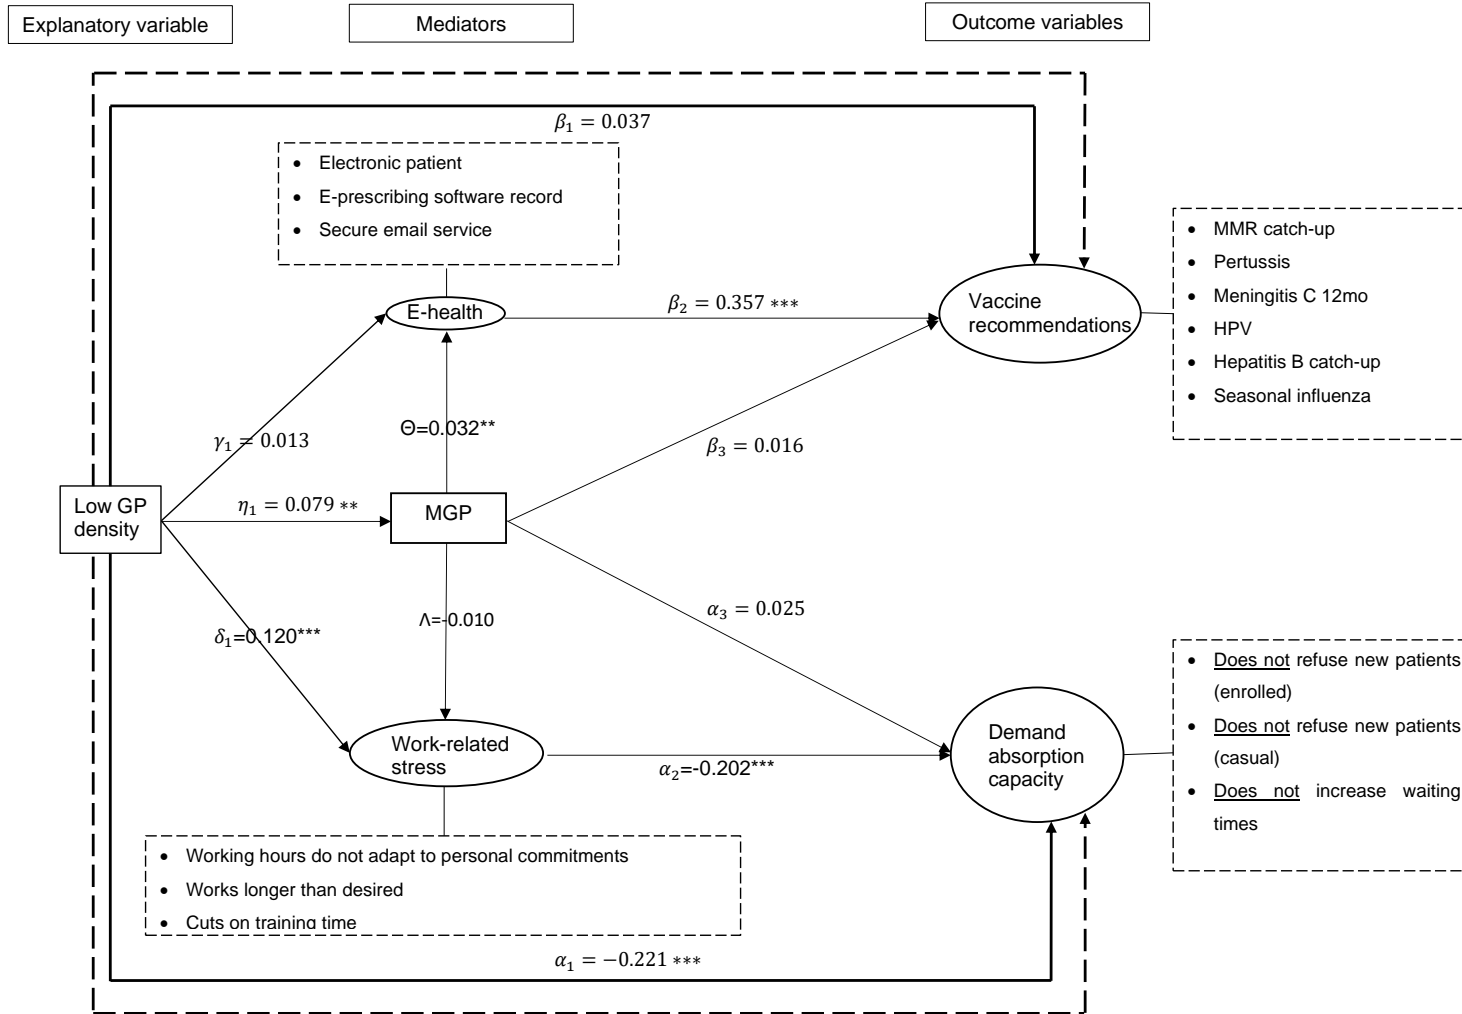 Explanatory variable
Mediators
Outcome variables
β₁ = 0.037
• Electronic patient
• E-prescribing software record
• Secure email service
E-health
β₂ = 0.357 ***
Vaccine
recommendations
• MMR catch-up
• Pertussis
• Meningitis C 12mo
• HPV
• Hepatitis B catch-up
• Seasonal influenza
γ₁ = 0.013
Θ=0.032**
β₃ = 0.016
Low GP
density
η₁ = 0.079 **
MGP
δ₁=0.120***
Λ=-0.010
α₃ = 0.025
Work-related
stress
α₂=-0.202***
Demand
absorption
capacity
• Does not refuse new patients
(enrolled)
• Does not refuse new patients
(casual)
• Does not increase waiting
times
• Working hours do not adapt to personal commitments
• Works longer than desired
• Cuts on training time
α₁ = −0.221 ***